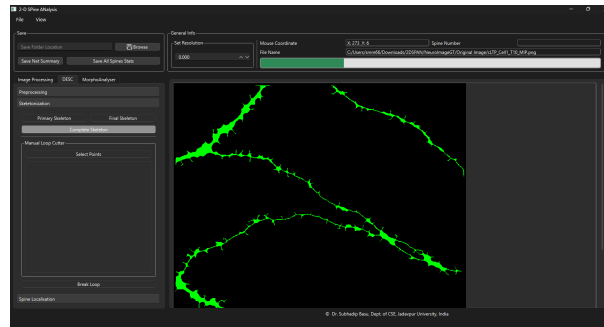 2-D SPine ANalysis
File View
Save
Save Folder Location Browse
Save Net Summary Save All Spines Stats
General Info
Set Resolution
0.000
Mouse Coordinate X: 273 ,Y: 6 Spine Number
File Name C:/Users/snmn66/Downloads/2DSPAN/NeuroImageGT/Original Image/cLTP_Cell1_T10_MIP.png
Image Processing DESC MorphoAnalyser
Preprocessing
Skeletonization
Primary Skeleton Final Skeleton
Complete Skeleton
Manual Loop Cutter
Select Points
Break Loop
Spine Localisation
© Dr. Subhadip Basu, Dept. of CSE, Jadavpur University, India